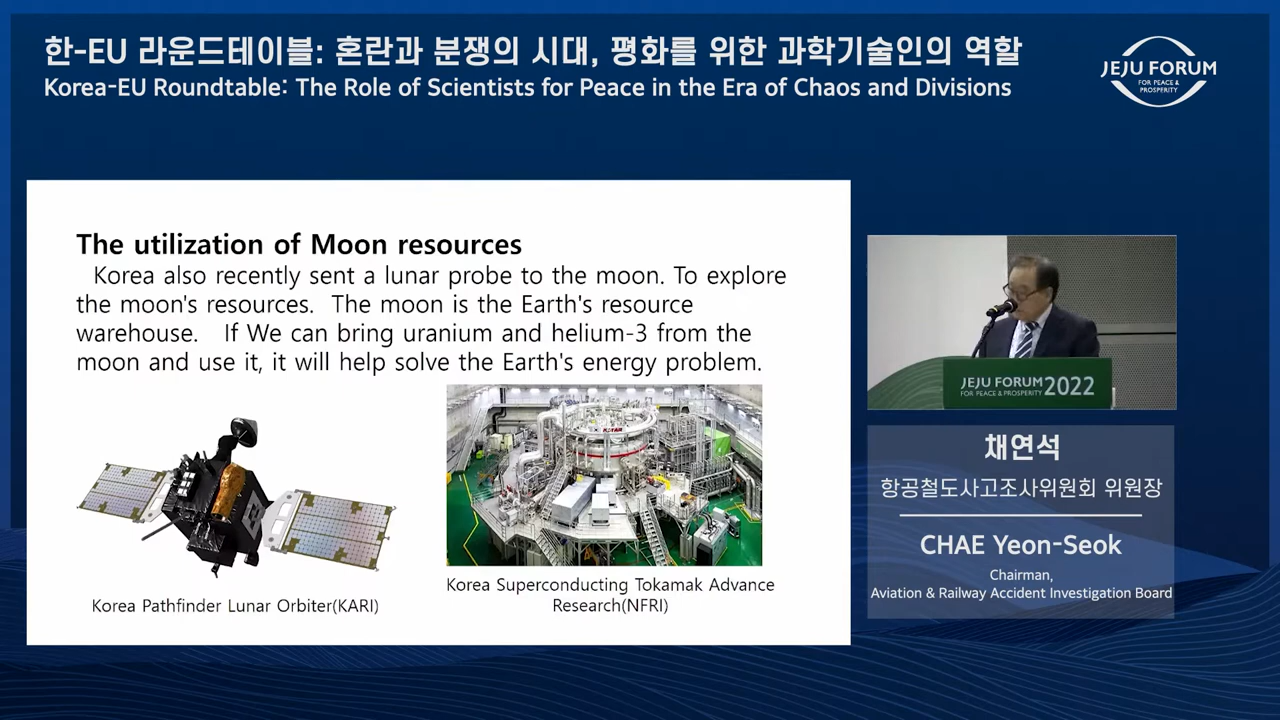 한-EU 라운드테이블: 혼란과 분쟁의 시대, 평화를 위한 과학기술인의 역할
Korea-EU Roundtable: The Role of Scientists for Peace in the Era of Chaos and Divisions
JEJU FORUM
FOR PEACE &
PROSPERITY
The utilization of Moon resources
Korea also recently sent a lunar probe to the moon. To explore
the moon's resources. The moon is the Earth's resource
warehouse. If We can bring uranium and helium-3 from the
moon and use it, it will help solve the Earth's energy problem.
KSTAR
Korea Pathfinder Lunar Orbiter(KARI)
Korea Superconducting Tokamak Advance
Research(NFRI)
JEJU FORUM 2022
FOR PEACE & PROSPERITY
채연석
항공철도사고조사위원회 위원장
CHAE Yeon-Seok
Chairman,
Aviation & Railway Accident Investigation Board